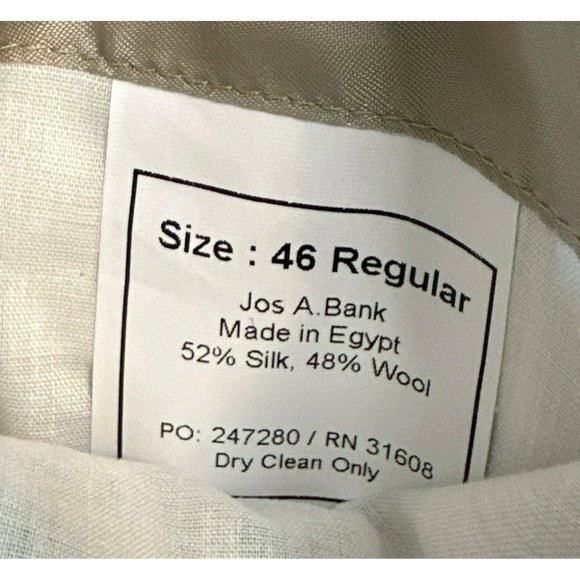 Size : 46 Regular
Jos A.Bank
Made in Egypt
52% Silk, 48% Wool
PO: 247280 / RN 31608
Dry Clean Only